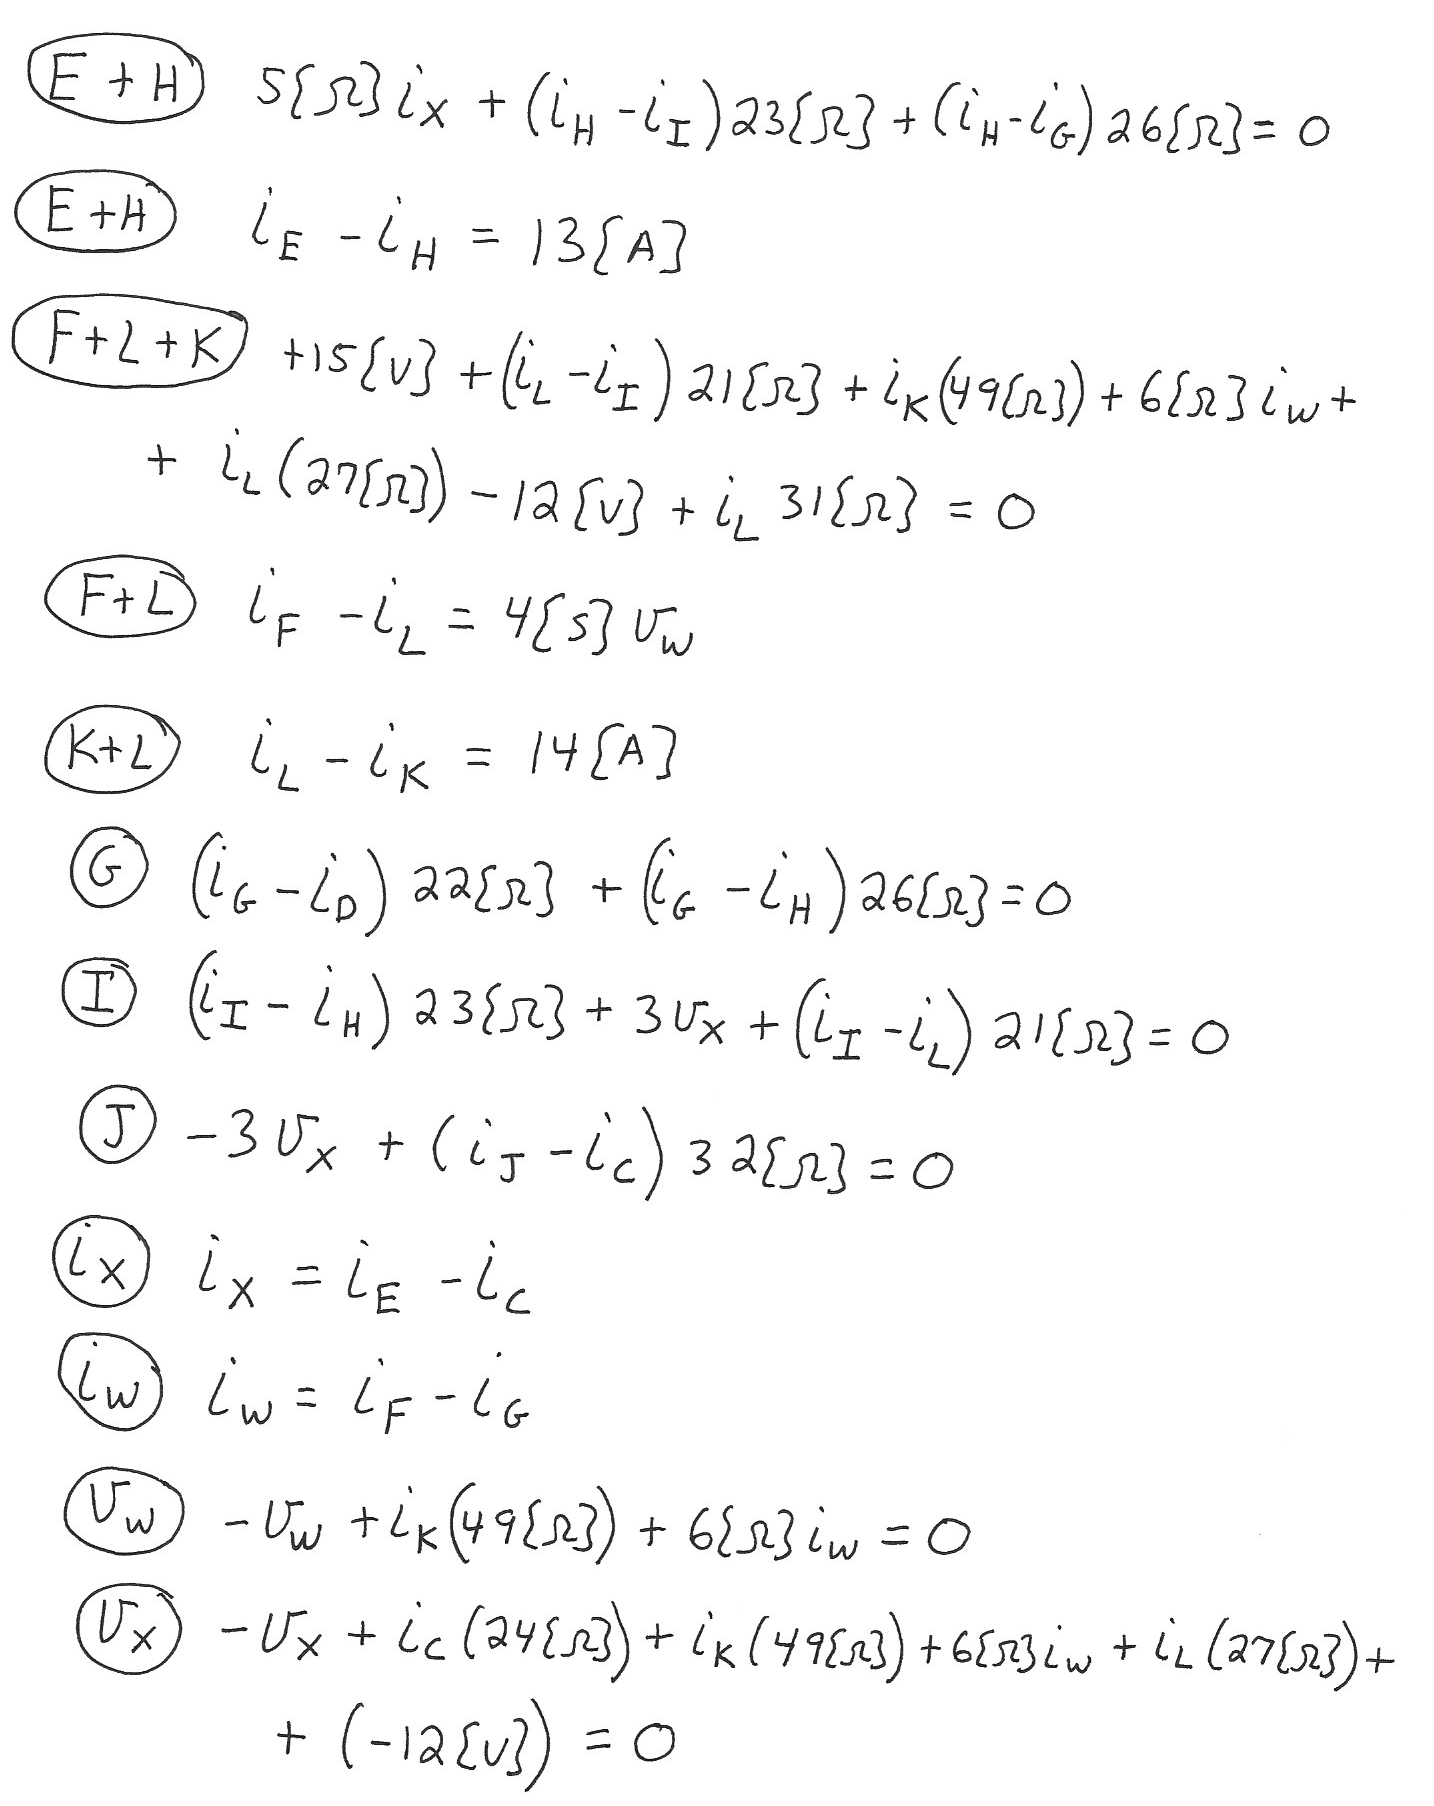 E + H 5{Ω} i_X + (i_H - i_I) 23{Ω} + (i_H - i_G) 26{Ω} = 0
E + H i_E - i_H = 13{A}
F + L + K +15{V} + (i_L - i_I) 21{Ω} + i_K (49{Ω}) + 6{Ω} i_W +
+ i_L (27{Ω}) - 12{V} + i_L 31{Ω} = 0
F + L i_F - i_L = 4{S} v_W
K + L i_L - i_K = 14{A}
G (i_G - i_D) 22{Ω} + (i_G - i_H) 26{Ω} = 0
I (i_I - i_H) 23{Ω} + 3 v_X + (i_I - i_L) 21{Ω} = 0
J -3 v_X + (i_J - i_C) 32{Ω} = 0
i_X i_X = i_E - i_C
i_W i_W = i_F - i_G
v_W - v_W + i_K (49{Ω}) + 6{Ω} i_W = 0
v_X - v_X + i_C (24{Ω}) + i_K (49{Ω}) + 6{Ω} i_W + i_L (27{Ω}) +
+ (-12{V}) = 0